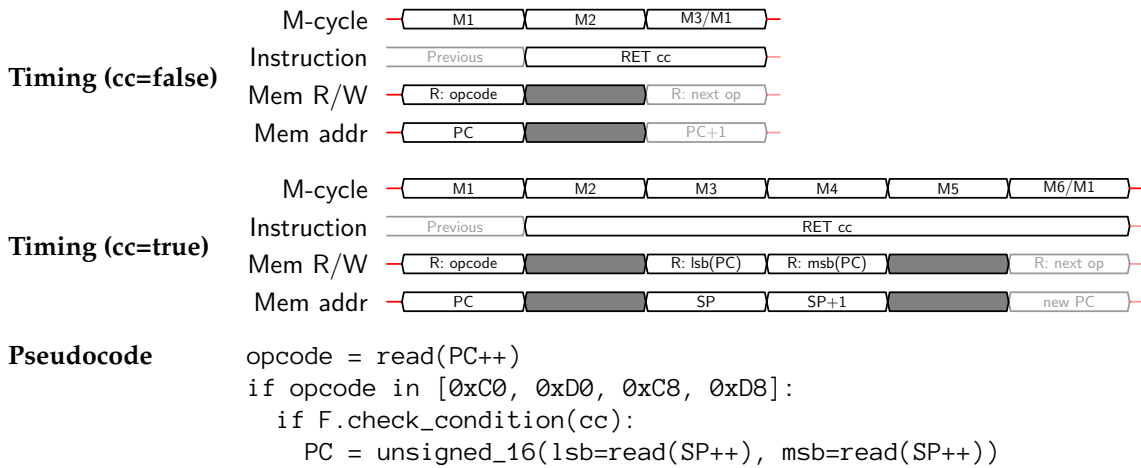 Timing (cc=false)
M-cycle M1 M2 M3/M1
Instruction Previous RET cc
Mem R/W R: opcode R: next op
Mem addr PC PC+1
Timing (cc=true)
M-cycle M1 M2 M3 M4 M5 M6/M1
Instruction Previous RET cc
Mem R/W R: opcode R: lsb(PC) R: msb(PC) R: next op
Mem addr PC SP SP+1 new PC
Pseudocode opcode = read(PC++)
if opcode in [0xC0, 0xD0, 0xC8, 0xD8]:
  if F.check_condition(cc):
    PC = unsigned_16(lsb=read(SP++), msb=read(SP++))